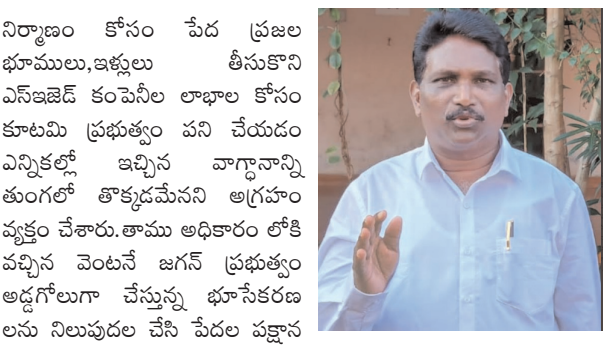 నిర్మాణం కోసం పేద ప్రజల
భూములు,ఇళ్లులు తీసుకొని
ఎస్ఇజెడ్ కంపెనీల లాభాల కోసం
కూటమి ప్రభుత్వం పని చేయడం
ఎన్నికల్లో ఇచ్చిన వాగ్ధానాన్ని
తుంగలో తొక్కడమేనని అగ్రహం
వ్యక్తం చేశారు.తాము అధికారం లోకి
వచ్చిన వెంటనే జగన్ ప్రభుత్వం
అడ్డగోలుగా చేస్తున్న భూసేకరణ
లను నిలుపుదల చేసి పేదల పక్షాన